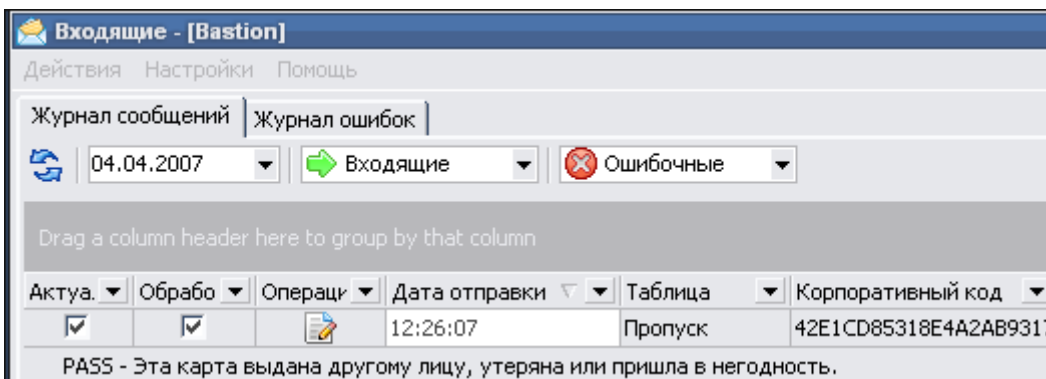 Входящие - [Bastion]
Действия Настройки Помощь
Журнал сообщений Журнал ошибок
04.04.2007 Входящие Ошибочные
Drag a column header here to group by that column
Актуа. Обрабо Операци Дата отправки Таблица Корпоративный код
12:26:07 Пропуск 42E1CD85318E4A2AB931
PASS - Эта карта выдана другому лицу, утеряна или пришла в негодность.